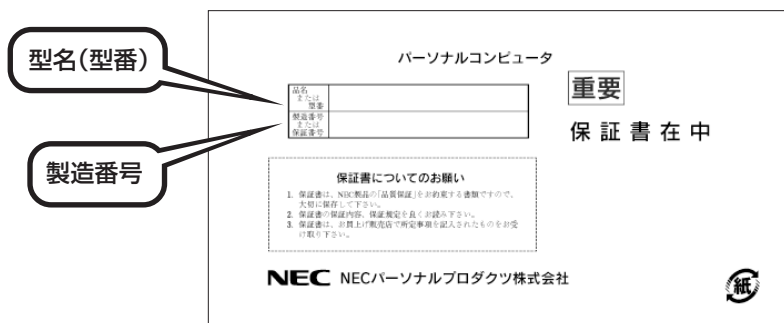 型名(型番)
製造番号
パーソナルコンピュータ
品名
または
型番
製造番号
または
保証番号
重要
保証書在中
保証書についてのお願い
1. 保証書は、NEC製品の「品質保証」をお約束する書類ですので、
大切に保存して下さい。
2. 保証書の保証内容、保証規定を良くお読み下さい。
3. 保証書は、お買上げ販売店で所定事項を記入されたものをお受
け取り下さい。
NEC NECパーソナルプロダクツ株式会社
紙